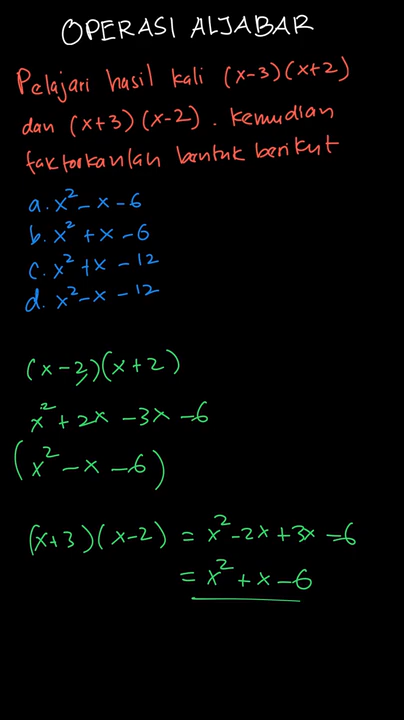 OPERASI ALJABAR
Pelajari hasil kali (x-3)(x+2)
dan (x+3)(x-2). kemudian
faktorkanlah bentuk berikut
a. x² - x - 6
b. x² + x - 6
c. x² + x - 12
d. x² - x - 12
(x-3)(x+2)
x² + 2x - 3x - 6
(x² - x - 6)
(x+3)(x-2) = x² - 2x + 3x - 6
= x² + x - 6